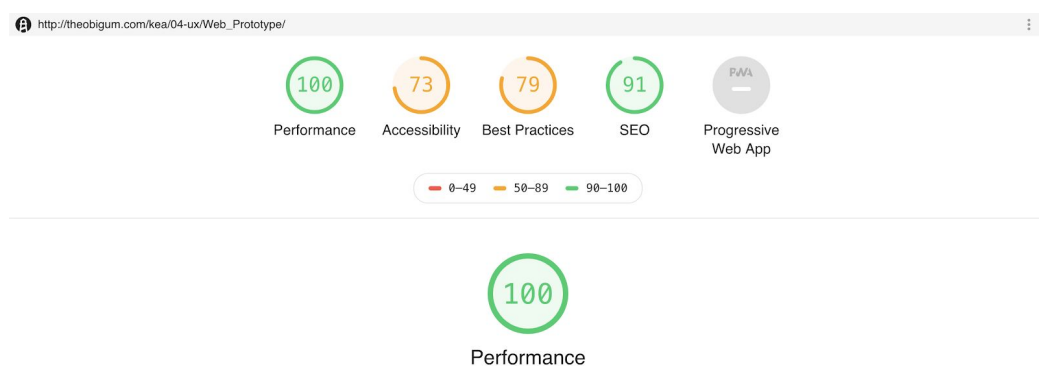 http://theobigum.com/kea/04-ux/Web_Prototype/
100 73 79 91 PWA
Performance Accessibility Best Practices SEO Progressive
Web App
0–49 50–89 90–100
100
Performance